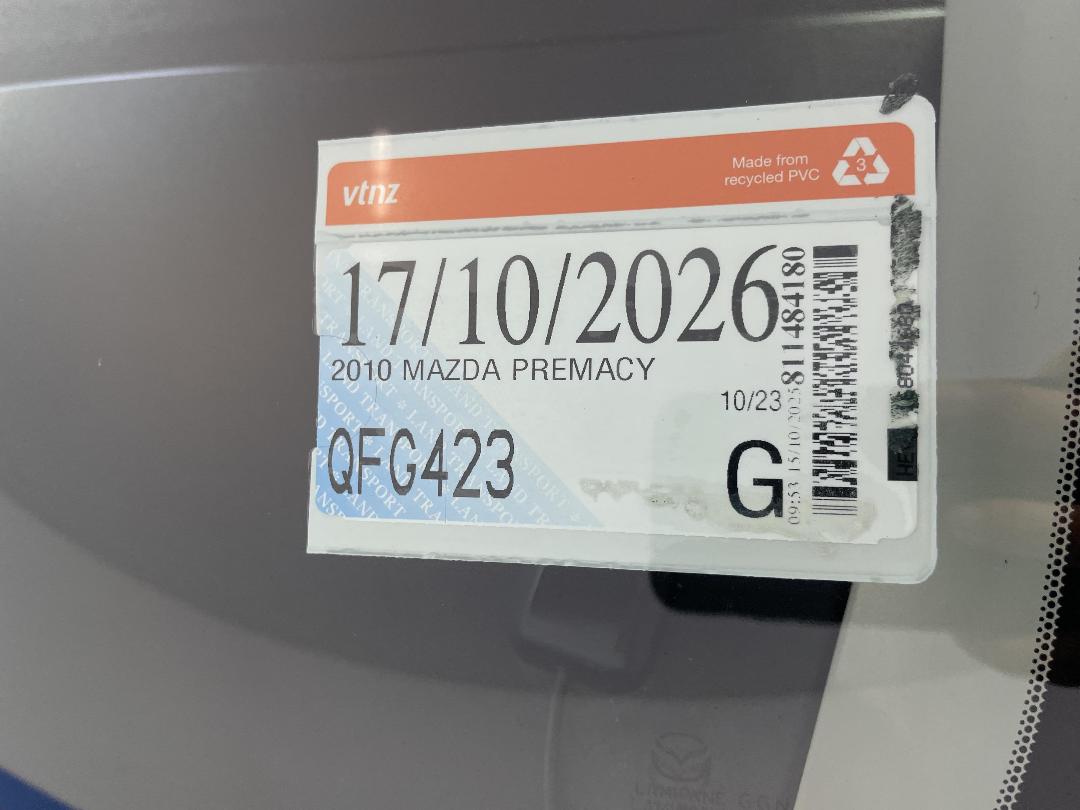 vtnz
Made from
recycled PVC
3
17/10/2026
2010 MAZDA PREMACY
10/23
QFG423
G
09:53 15/10/2025
811484180